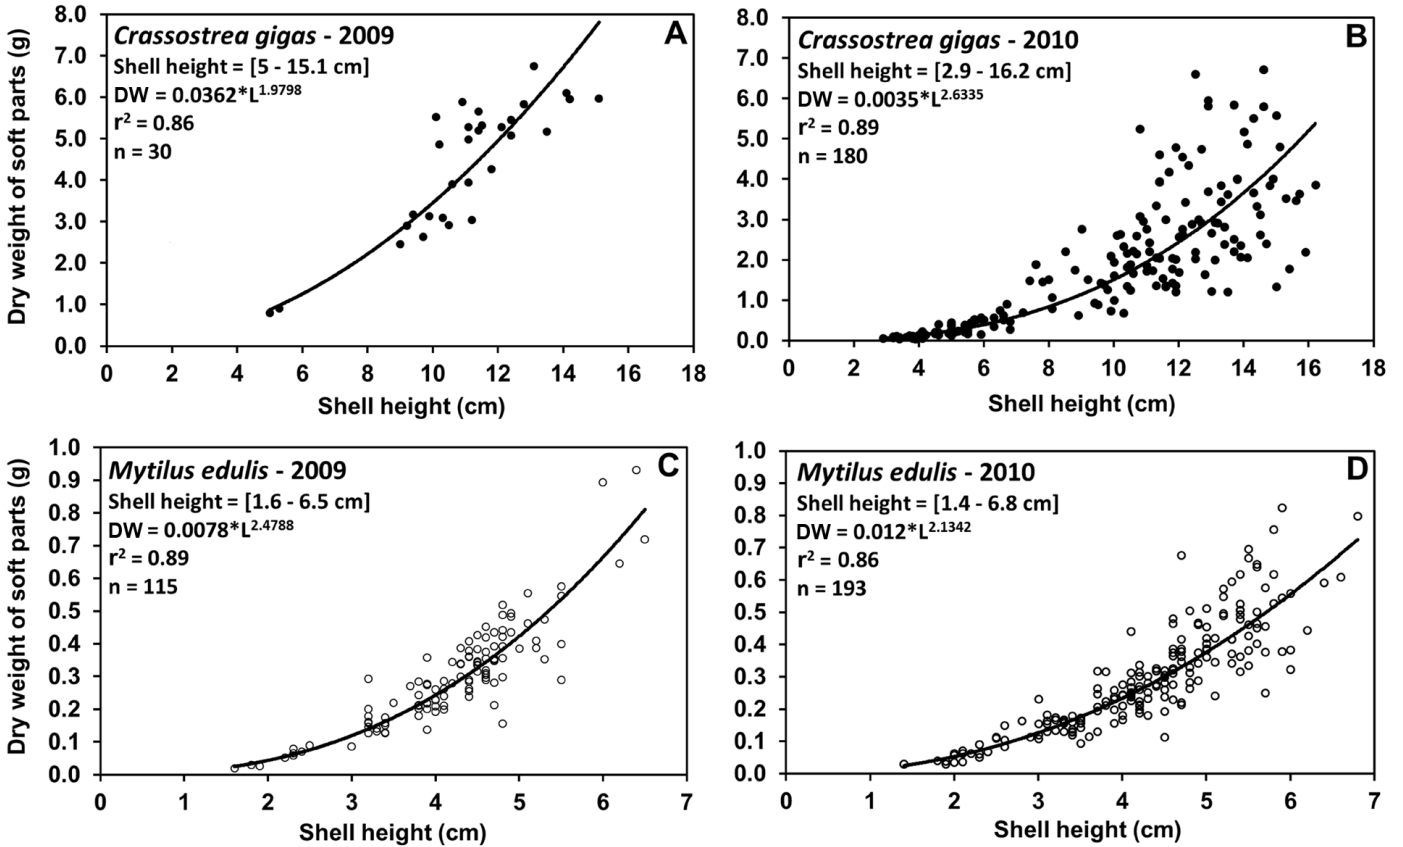 Crassostrea gigas - 2009
A
Shell height = [5 - 15.1 cm]
DW = 0.0362*L1.9798
r2 = 0.86
n = 30
8.0
7.0
6.0
5.0
4.0
3.0
2.0
1.0
0.0
Dry weight of soft parts (g)
0 2 4 6 8 10 12 14 16 18
Shell height (cm)
Crassostrea gigas - 2010
B
Shell height = [2.9 - 16.2 cm]
DW = 0.0035*L2.6335
r2 = 0.89
n = 180
8.0
7.0
6.0
5.0
4.0
3.0
2.0
1.0
0.0
0 2 4 6 8 10 12 14 16 18
Shell height (cm)
Mytilus edulis - 2009
C
Shell height = [1.6 - 6.5 cm]
DW = 0.0078*L2.4788
r2 = 0.89
n = 115
1.0
0.9
0.8
0.7
0.6
0.5
0.4
0.3
0.2
0.1
0.0
Dry weight of soft parts (g)
0 1 2 3 4 5 6 7
Shell height (cm)
Mytilus edulis - 2010
D
Shell height = [1.4 - 6.8 cm]
DW = 0.012*L2.1342
r2 = 0.86
n = 193
1.0
0.9
0.8
0.7
0.6
0.5
0.4
0.3
0.2
0.1
0.0
0 1 2 3 4 5 6 7
Shell height (cm)